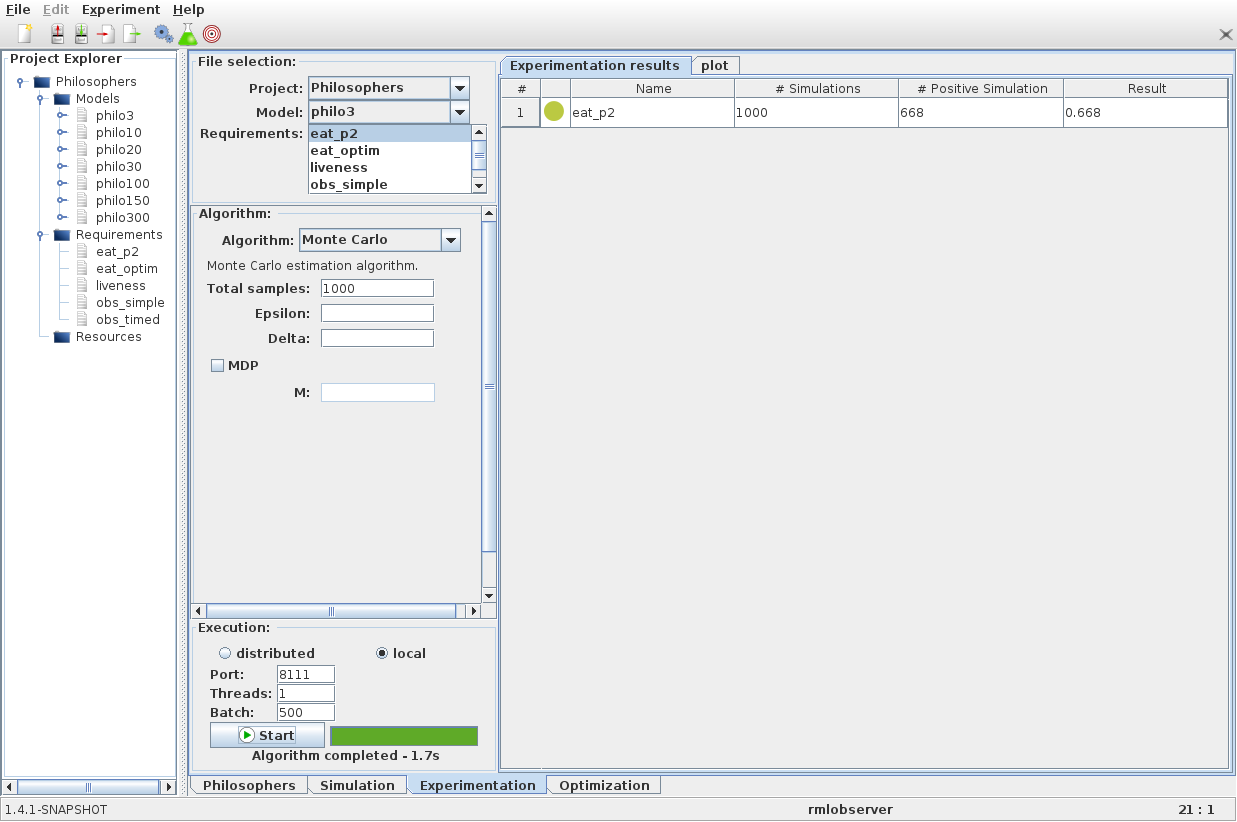 File Edit Experiment Help
Project Explorer
Philosophers
Models
philo3
philo10
philo20
philo30
philo100
philo150
philo300
Requirements
eat_p2
eat_optim
liveness
obs_simple
obs_timed
Resources
File selection:
Project: Philosophers
Model: philo3
Requirements: eat_p2
eat_optim
liveness
obs_simple
Algorithm:
Algorithm: Monte Carlo
Monte Carlo estimation algorithm.
Total samples: 1000
Epsilon:
Delta:
MDP
M:
Execution:
distributed local
Port: 8111
Threads: 1
Batch: 500
Start
Algorithm completed - 1.7s
Experimentation results plot
# Name # Simulations # Positive Simulation Result
1 eat_p2 1000 668 0.668
Philosophers Simulation Experimentation Optimization
1.4.1-SNAPSHOT rmlobserver 21 : 1